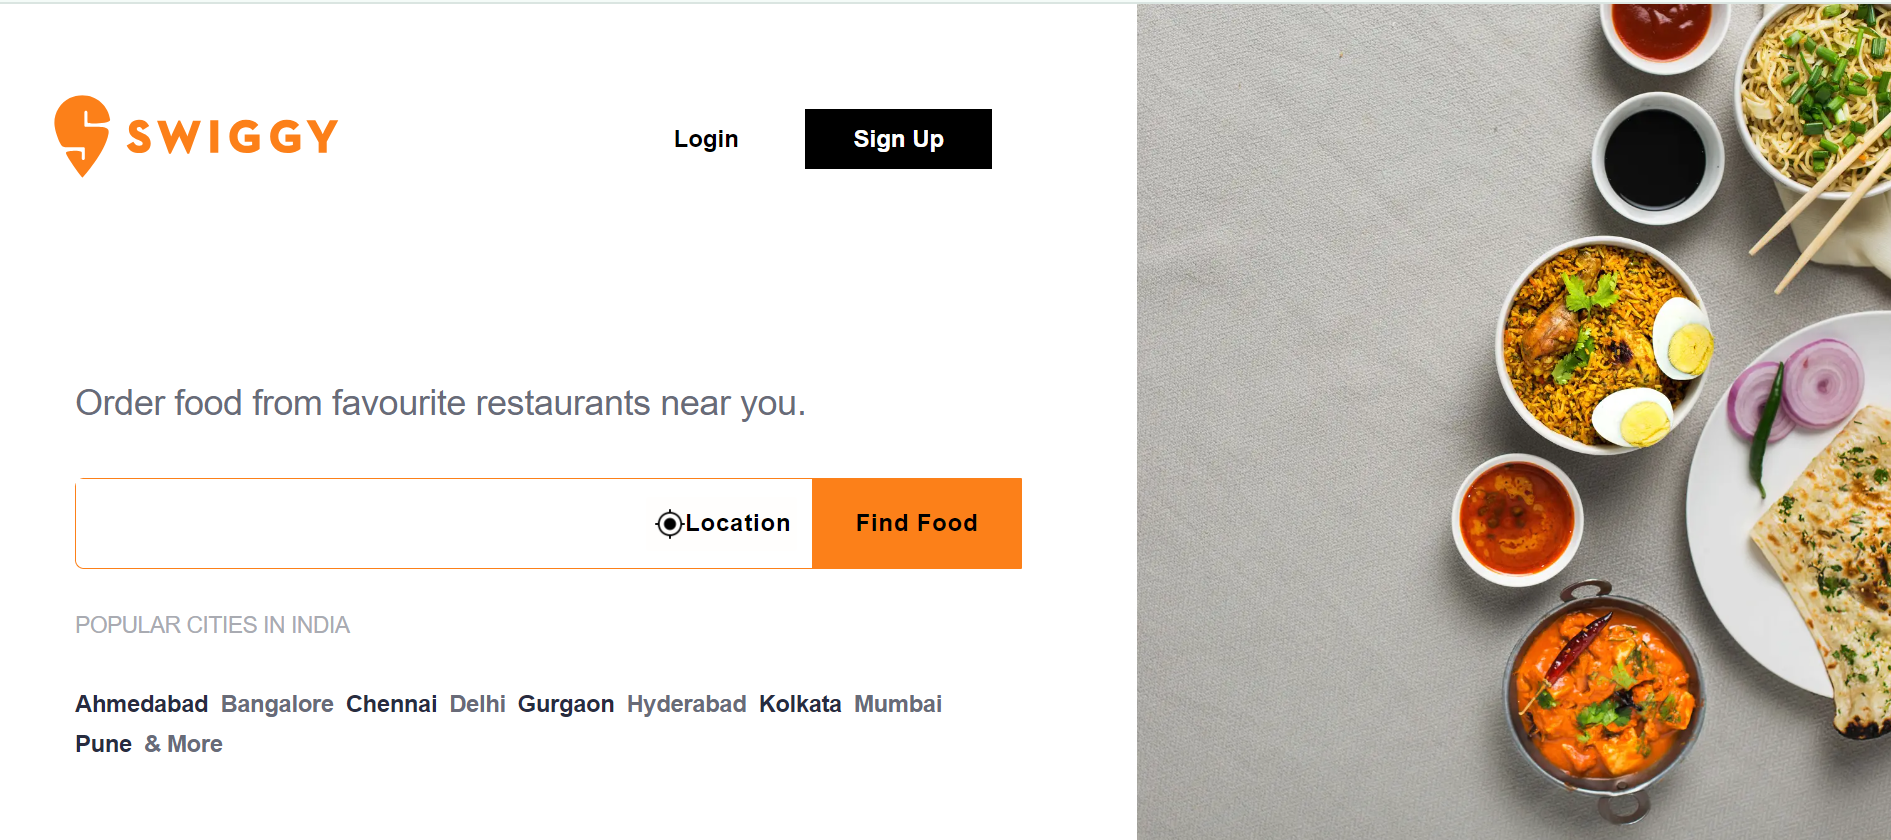 SWIGGY
Login
Sign Up
Order food from favourite restaurants near you.
Location
Find Food
POPULAR CITIES IN INDIA
Ahmedabad Bangalore Chennai Delhi Gurgaon Hyderabad Kolkata Mumbai
Pune & More